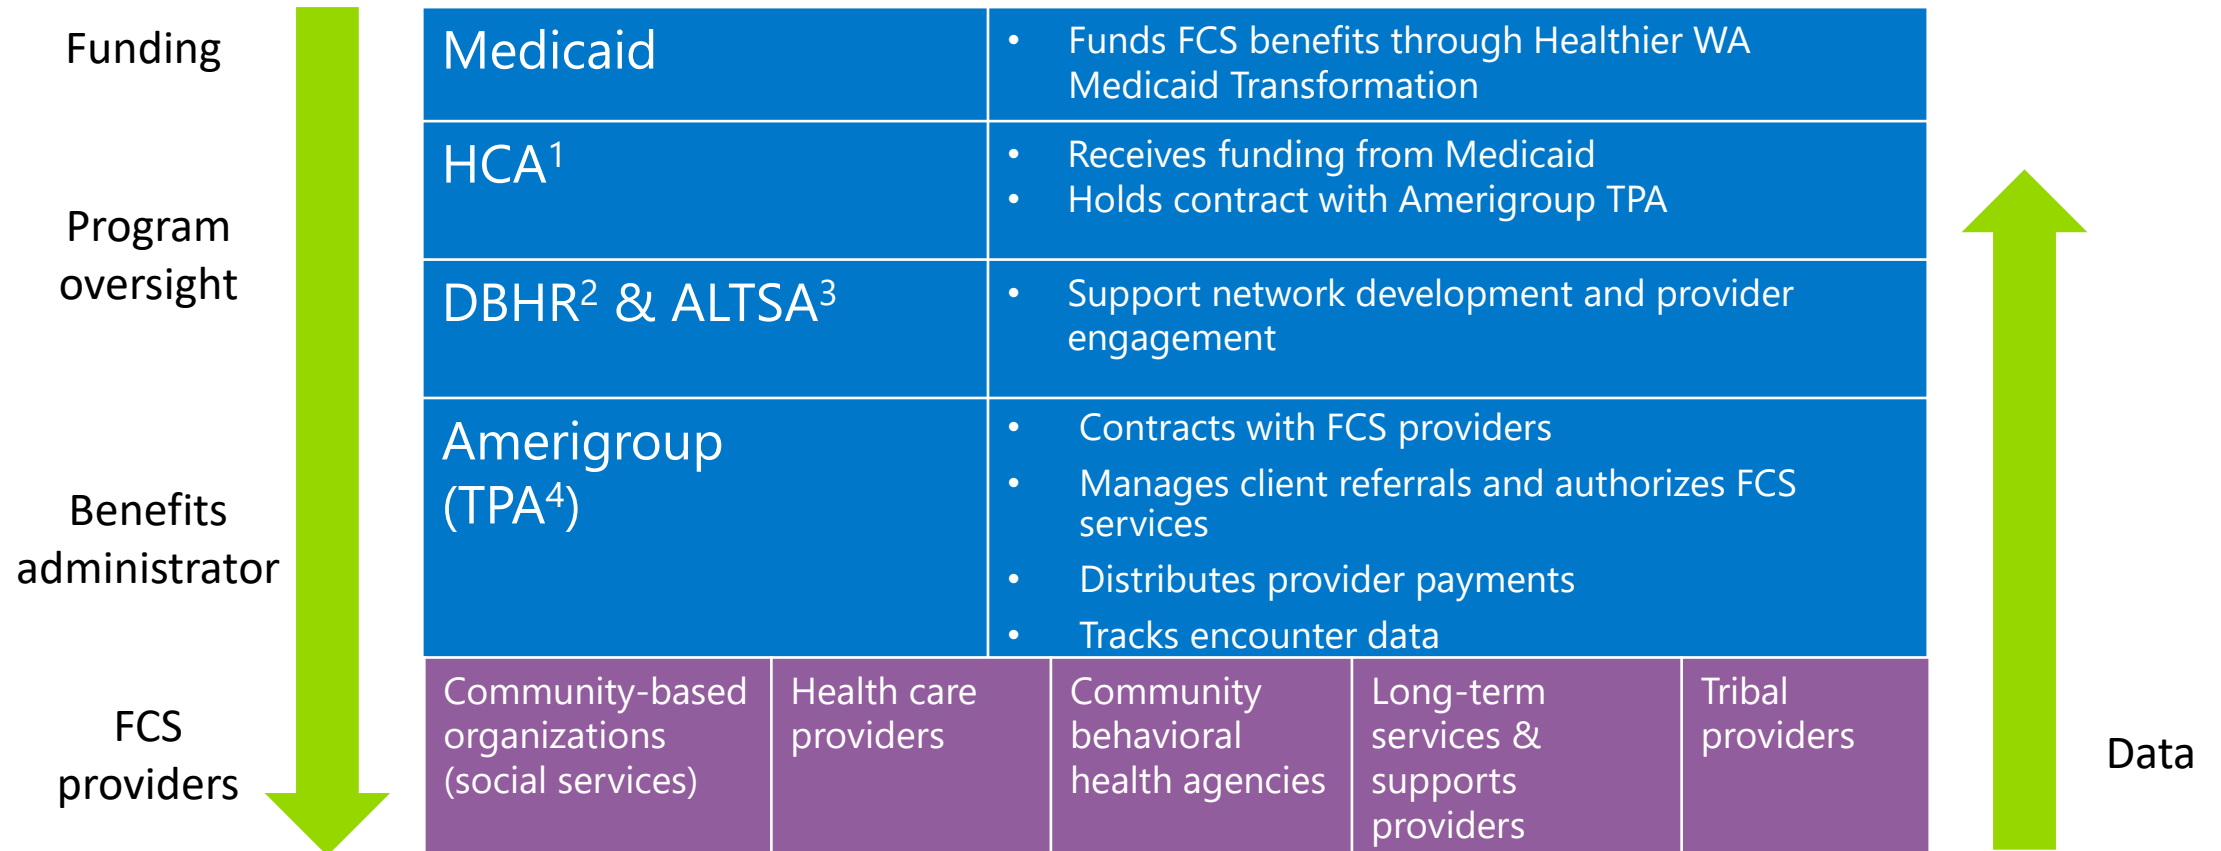 Funding
Medicaid
• Funds FCS benefits through Healthier WA
Medicaid Transformation
Program
oversight
HCA¹
• Receives funding from Medicaid
• Holds contract with Amerigroup TPA
DBHR² & ALTSA³
• Support network development and provider
engagement
Benefits
administrator
Amerigroup
(TPA⁴)
• Contracts with FCS providers
• Manages client referrals and authorizes FCS
services
• Distributes provider payments
• Tracks encounter data
FCS
providers
Community-based
organizations
(social services)
Health care
providers
Community
behavioral
health agencies
Long-term
services &
supports
providers
Tribal
providers
Data